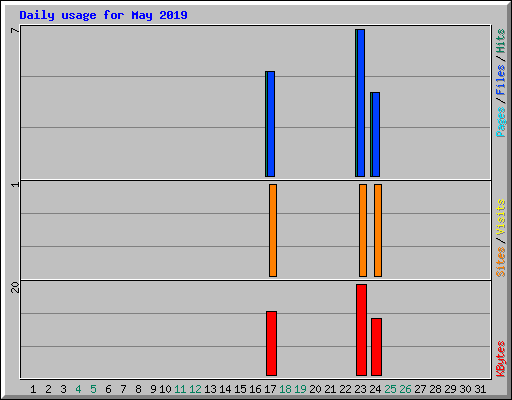 Daily usage for May 2019
7
Pages / Files / Hits
1
Sites / Visits
20
KBytes
1 2 3 4 5 6 7 8 9 10 11 12 13 14 15 16 17 18 19 20 21 22 23 24 25 26 27 28 29 30 31